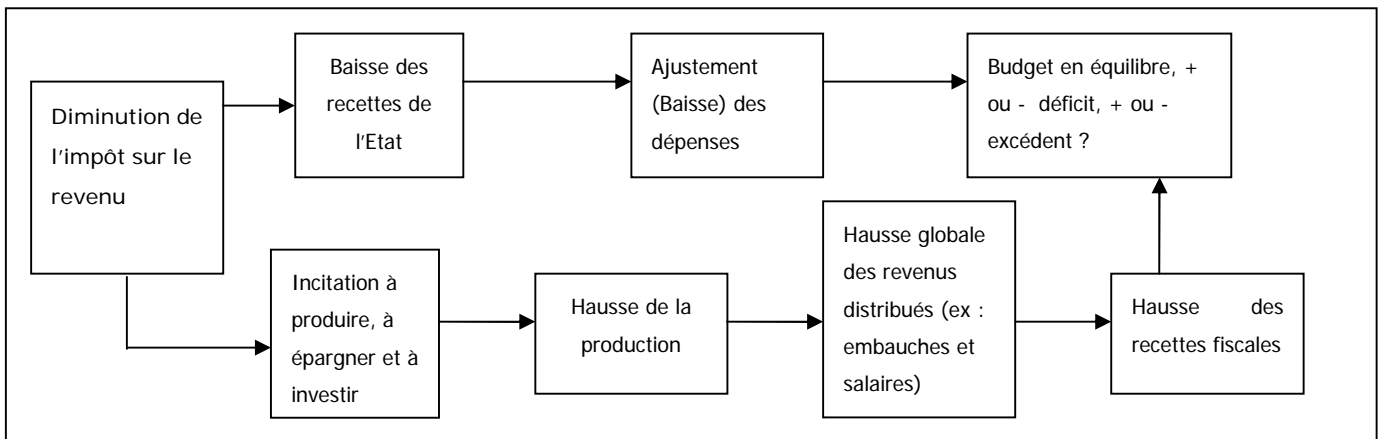 Diminution de
l'impôt sur le
revenu
Baisse des
recettes de
l'Etat
Ajustement
(Baisse) des
dépenses
Budget en équilibre, +
ou - déficit, + ou -
excédent ?
Incitation à
produire, à
épargner et à
investir
Hausse de la
production
Hausse globale
des revenus
distribués (ex :
embauches et
salaires)
Hausse des
recettes fiscales